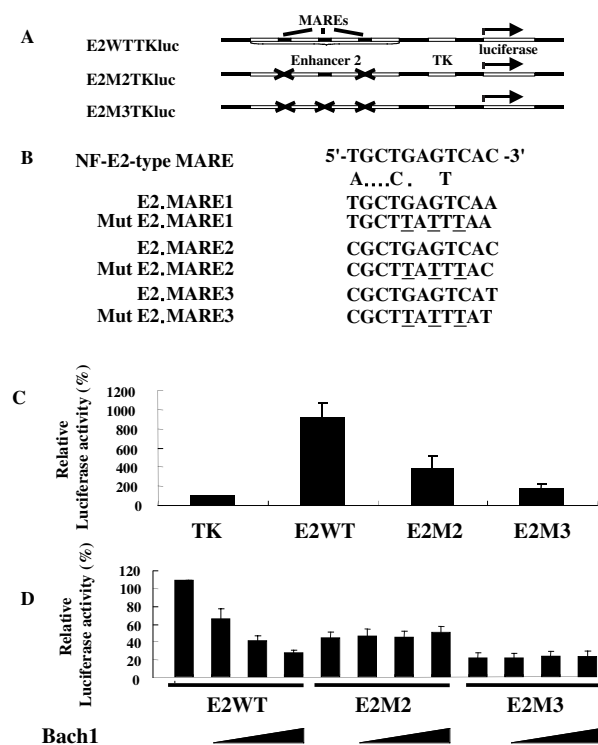 A
MAREs
E2WTTKluc
luciferase
Enhancer 2 TK
E2M2TKluc
E2M3TKluc
B
NF-E2-type MARE 5'-TGCTGAGTCAC -3'
A....C . T
E2.MARE1 TGCTGAGTCAA
Mut E2.MARE1 TGCTTATTTAA
E2.MARE2 CGCTGAGTCAC
Mut E2.MARE2 CGCTTATTTAC
E2.MARE3 CGCTGAGTCAT
Mut E2.MARE3 CGCTTATTTAT
C
Relative
Luciferase activity (%)
1200
1000
800
600
400
200
0
TK E2WT E2M2 E2M3
D
Relative
Luciferase activity (%)
120
100
80
60
40
20
0
E2WT E2M2 E2M3
Bach1